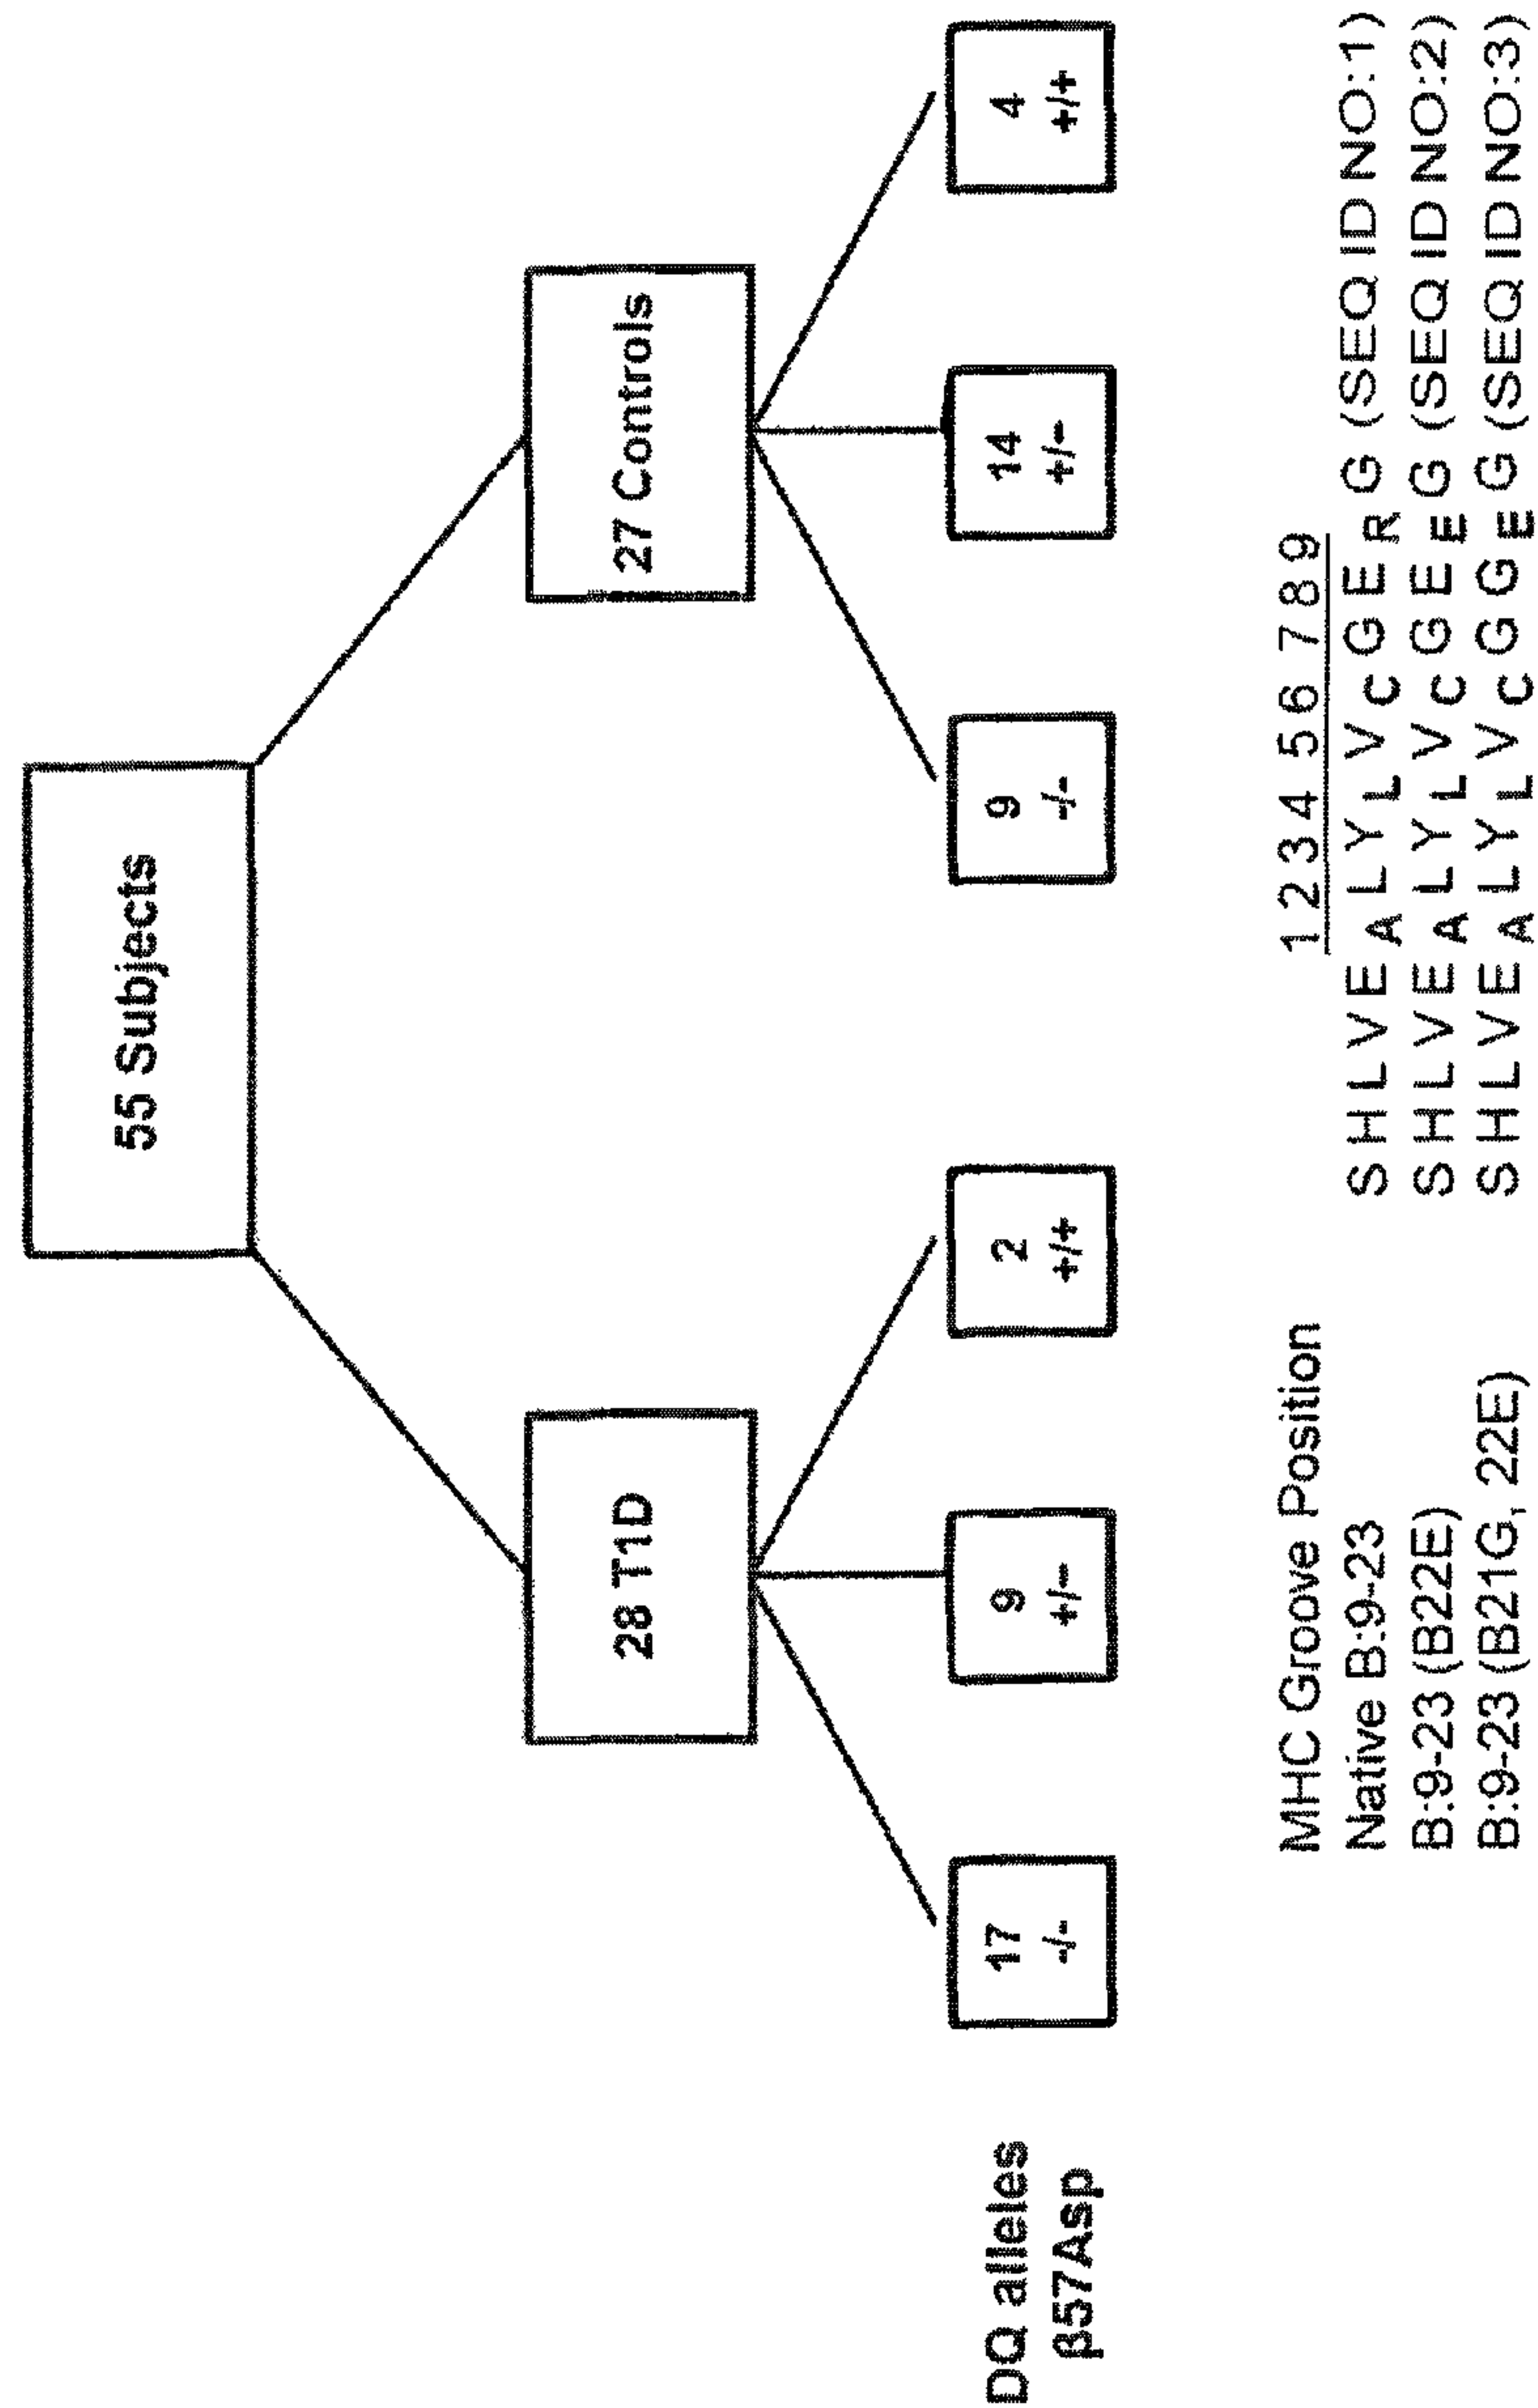 55 Subjects
28 T1D
27 Controls
DQ alleles
β57Asp
17
-/-
9
+/-
2
+/+
9
-/-
14
+/-
4
+/+
MHC Groove Position 1 2 3 4 5 6 7 8 9
Native B:9-23 S H L V E A L Y L V C G E R G (SEQ ID NO:1)
B:9-23 (B22E) S H L V E A L Y L V C G E E G (SEQ ID NO:2)
B:9-23 (B21G, 22E) S H L V E A L Y L V C G G E G (SEQ ID NO:3)